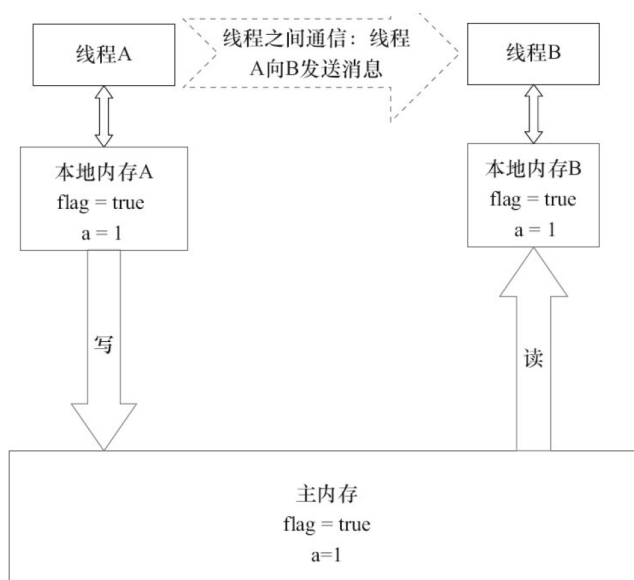 线程A
线程之间通信：线程
A向B发送消息
线程B
本地内存A
flag = true
a = 1
本地内存B
flag = true
a = 1
写
读
主内存
flag = true
a=1